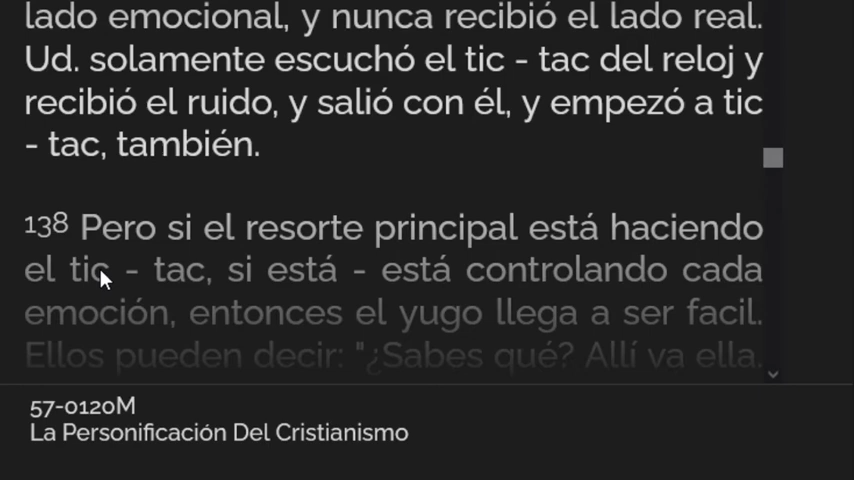 lado emocional, y nunca recibió el lado real.
Ud. solamente escuchó el tic - tac del reloj y
recibió el ruido, y salió con él, y empezó a tic
- tac, también.
138 Pero si el resorte principal está haciendo
el tic - tac, si está - está controlando cada
emoción, entonces el yugo llega a ser facil.
Ellos pueden decir: "¿Sabes qué? Allí va ella.
57-0120M
La Personificación Del Cristianismo